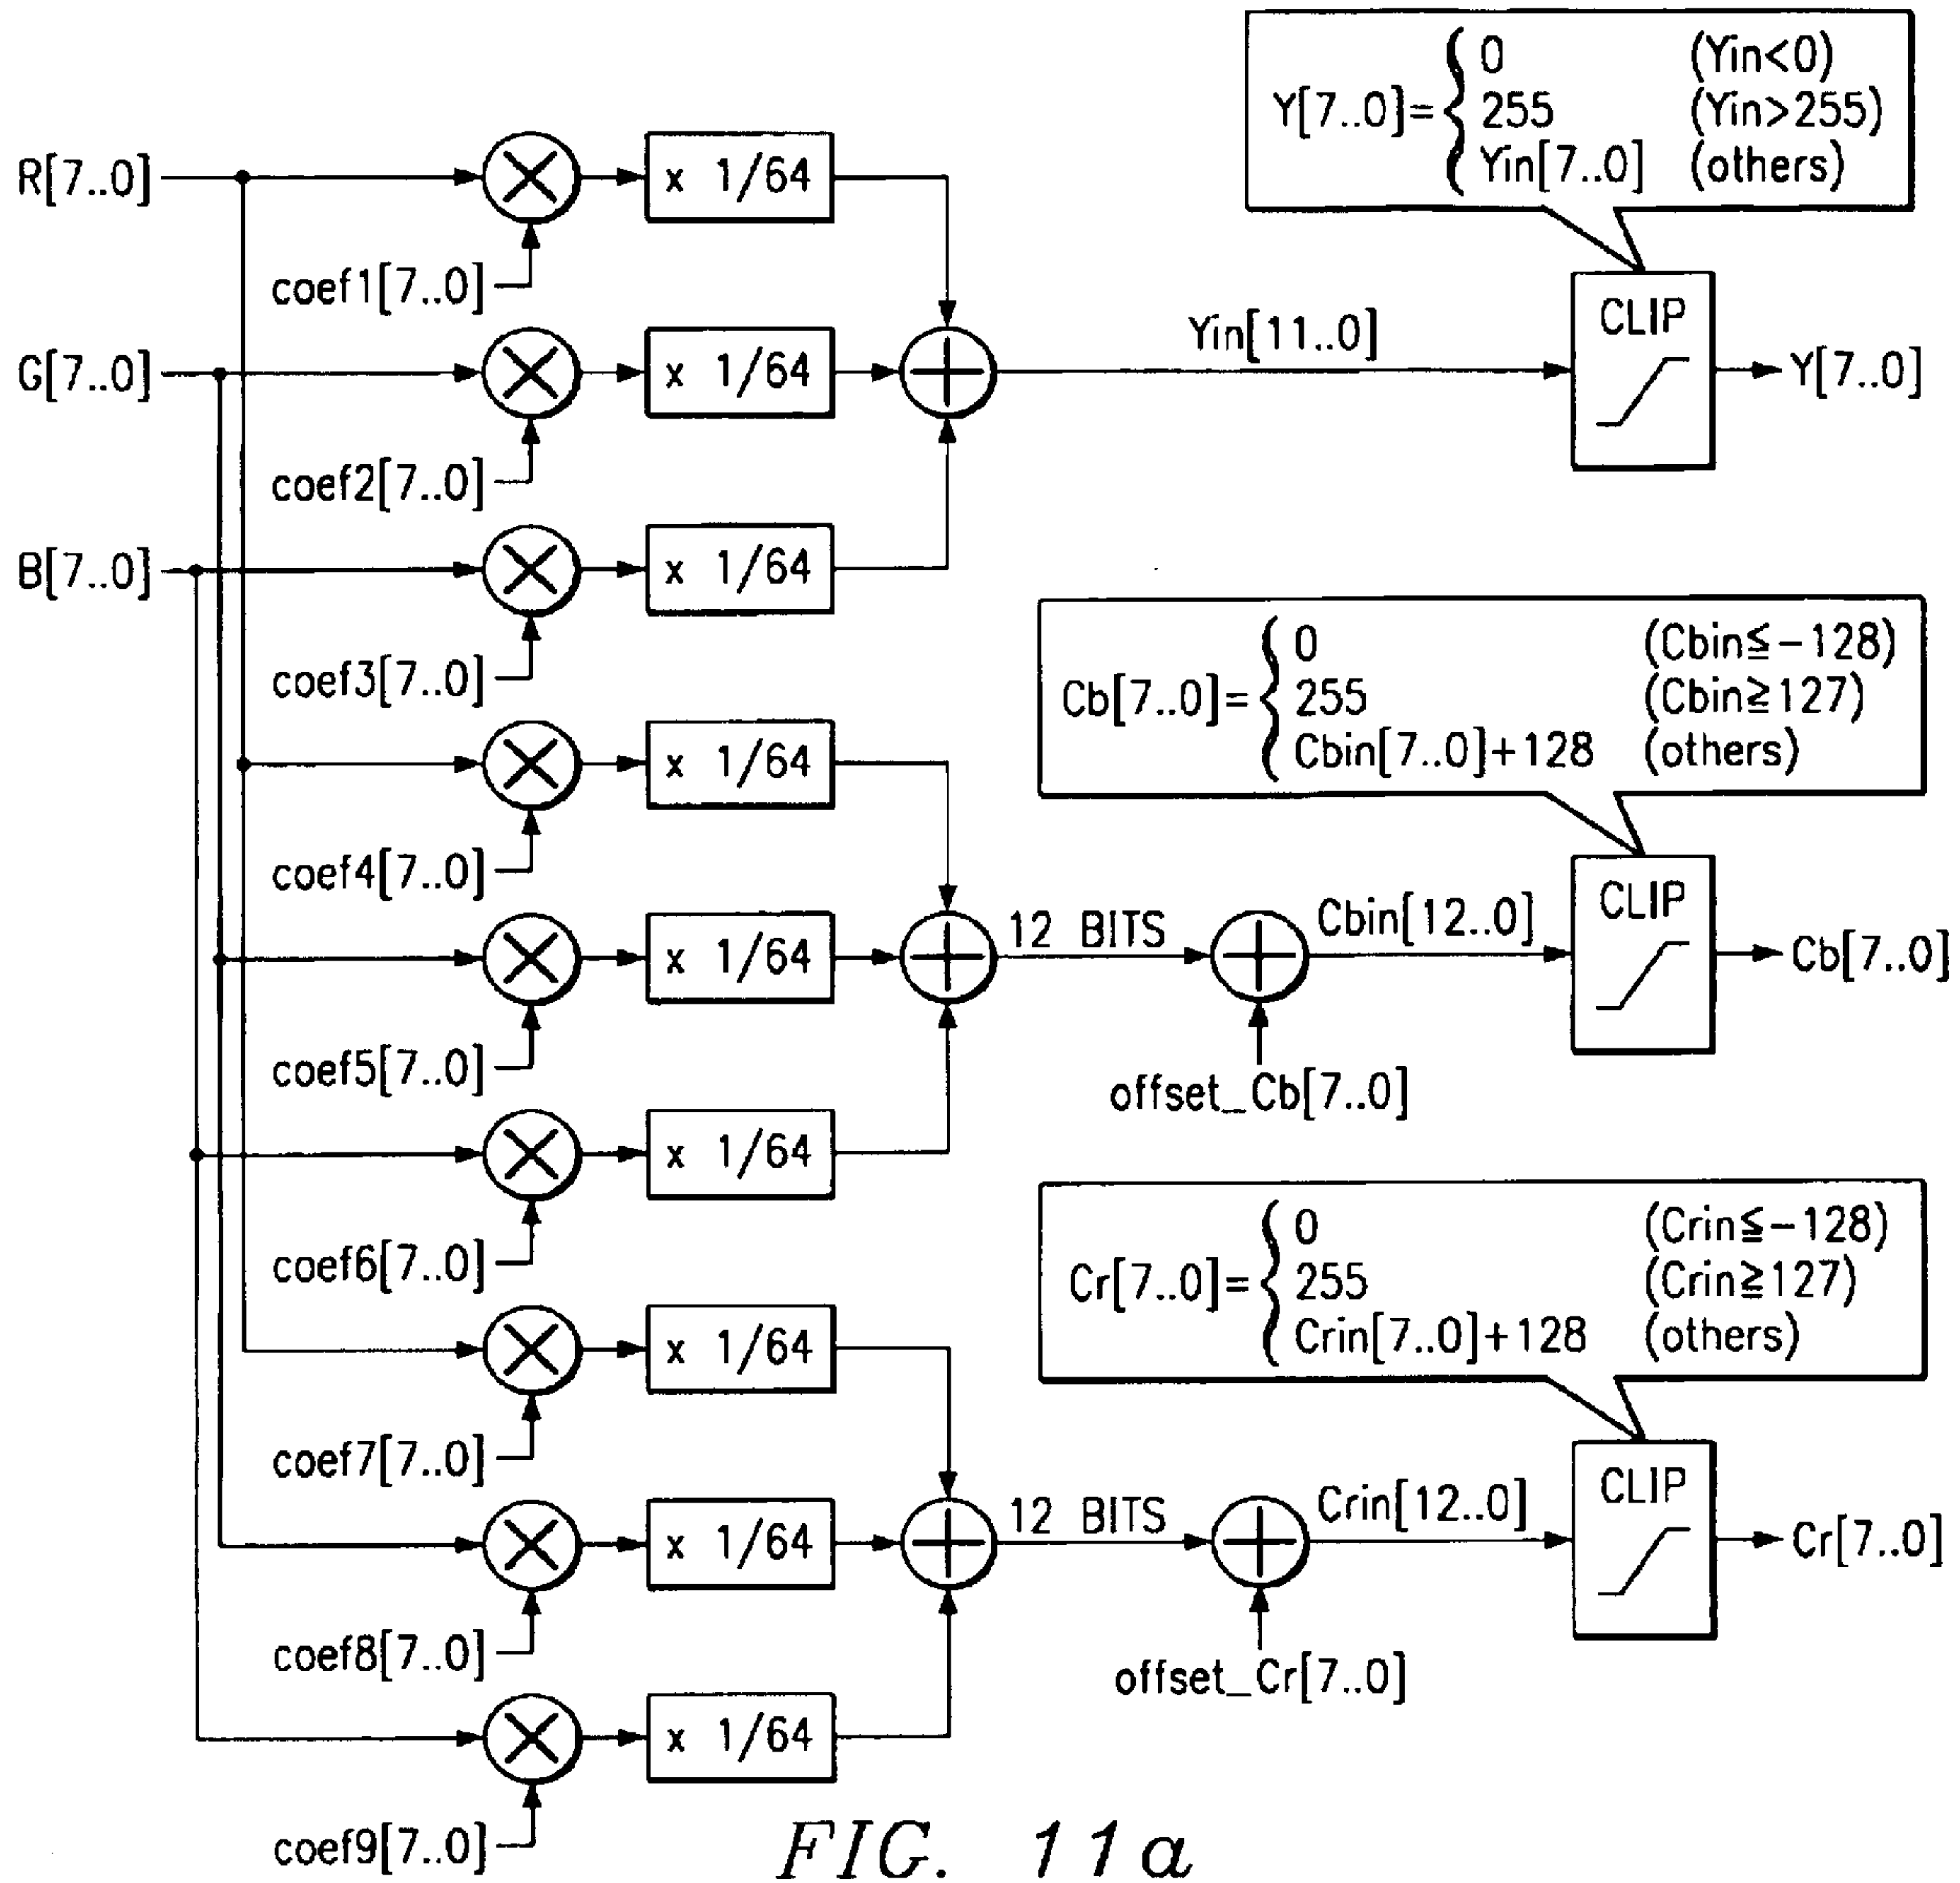 Y[7..0]= 0 (Yin<0)
255 (Yin>255)
Yin[7..0] (others)
R[7..0]
x 1/64
coef1[7..0]
CLIP
Yin[11..0]
G[7..0]
x 1/64
Y[7..0]
coef2[7..0]
B[7..0]
x 1/64
coef3[7..0]
Cb[7..0]= 0 (Cbin≦-128)
255 (Cbin≧127)
Cbin[7..0]+128 (others)
x 1/64
coef4[7..0]
CLIP
12 BITS
Cbin[12..0]
x 1/64
Cb[7..0]
coef5[7..0]
offset_Cb[7..0]
x 1/64
coef6[7..0]
Cr[7..0]= 0 (Crin≦-128)
255 (Crin≧127)
Crin[7..0]+128 (others)
x 1/64
coef7[7..0]
CLIP
12 BITS
Crin[12..0]
x 1/64
Cr[7..0]
coef8[7..0]
offset_Cr[7..0]
x 1/64
coef9[7..0]
FIG. 11a